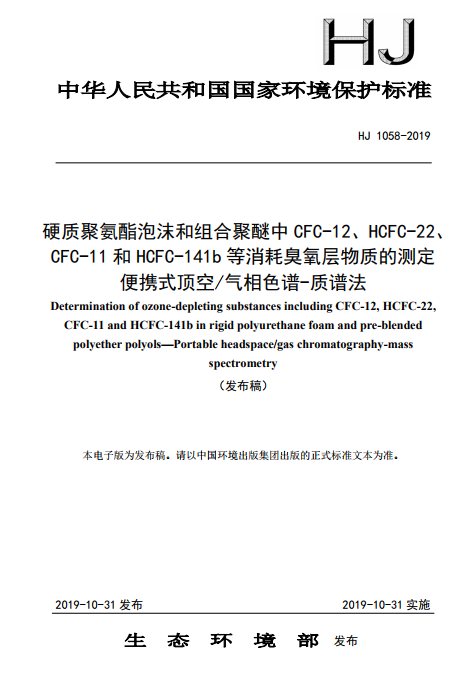 HJ
中华人民共和国国家环境保护标准
HJ 1058-2019
硬质聚氨酯泡沫和组合聚醚中 CFC-12、HCFC-22、
CFC-11 和 HCFC-141b 等消耗臭氧层物质的测定
便携式顶空/气相色谱-质谱法
Determination of ozone-depleting substances including CFC-12, HCFC-22,
CFC-11 and HCFC-141b in rigid polyurethane foam and pre-blended
polyether polyols—Portable headspace/gas chromatography-mass
spectrometry
（发布稿）
本电子版为发布稿。请以中国环境出版集团出版的正式标准文本为准。
2019-10-31 发布 2019-10-31 实施
生态环境部 发布